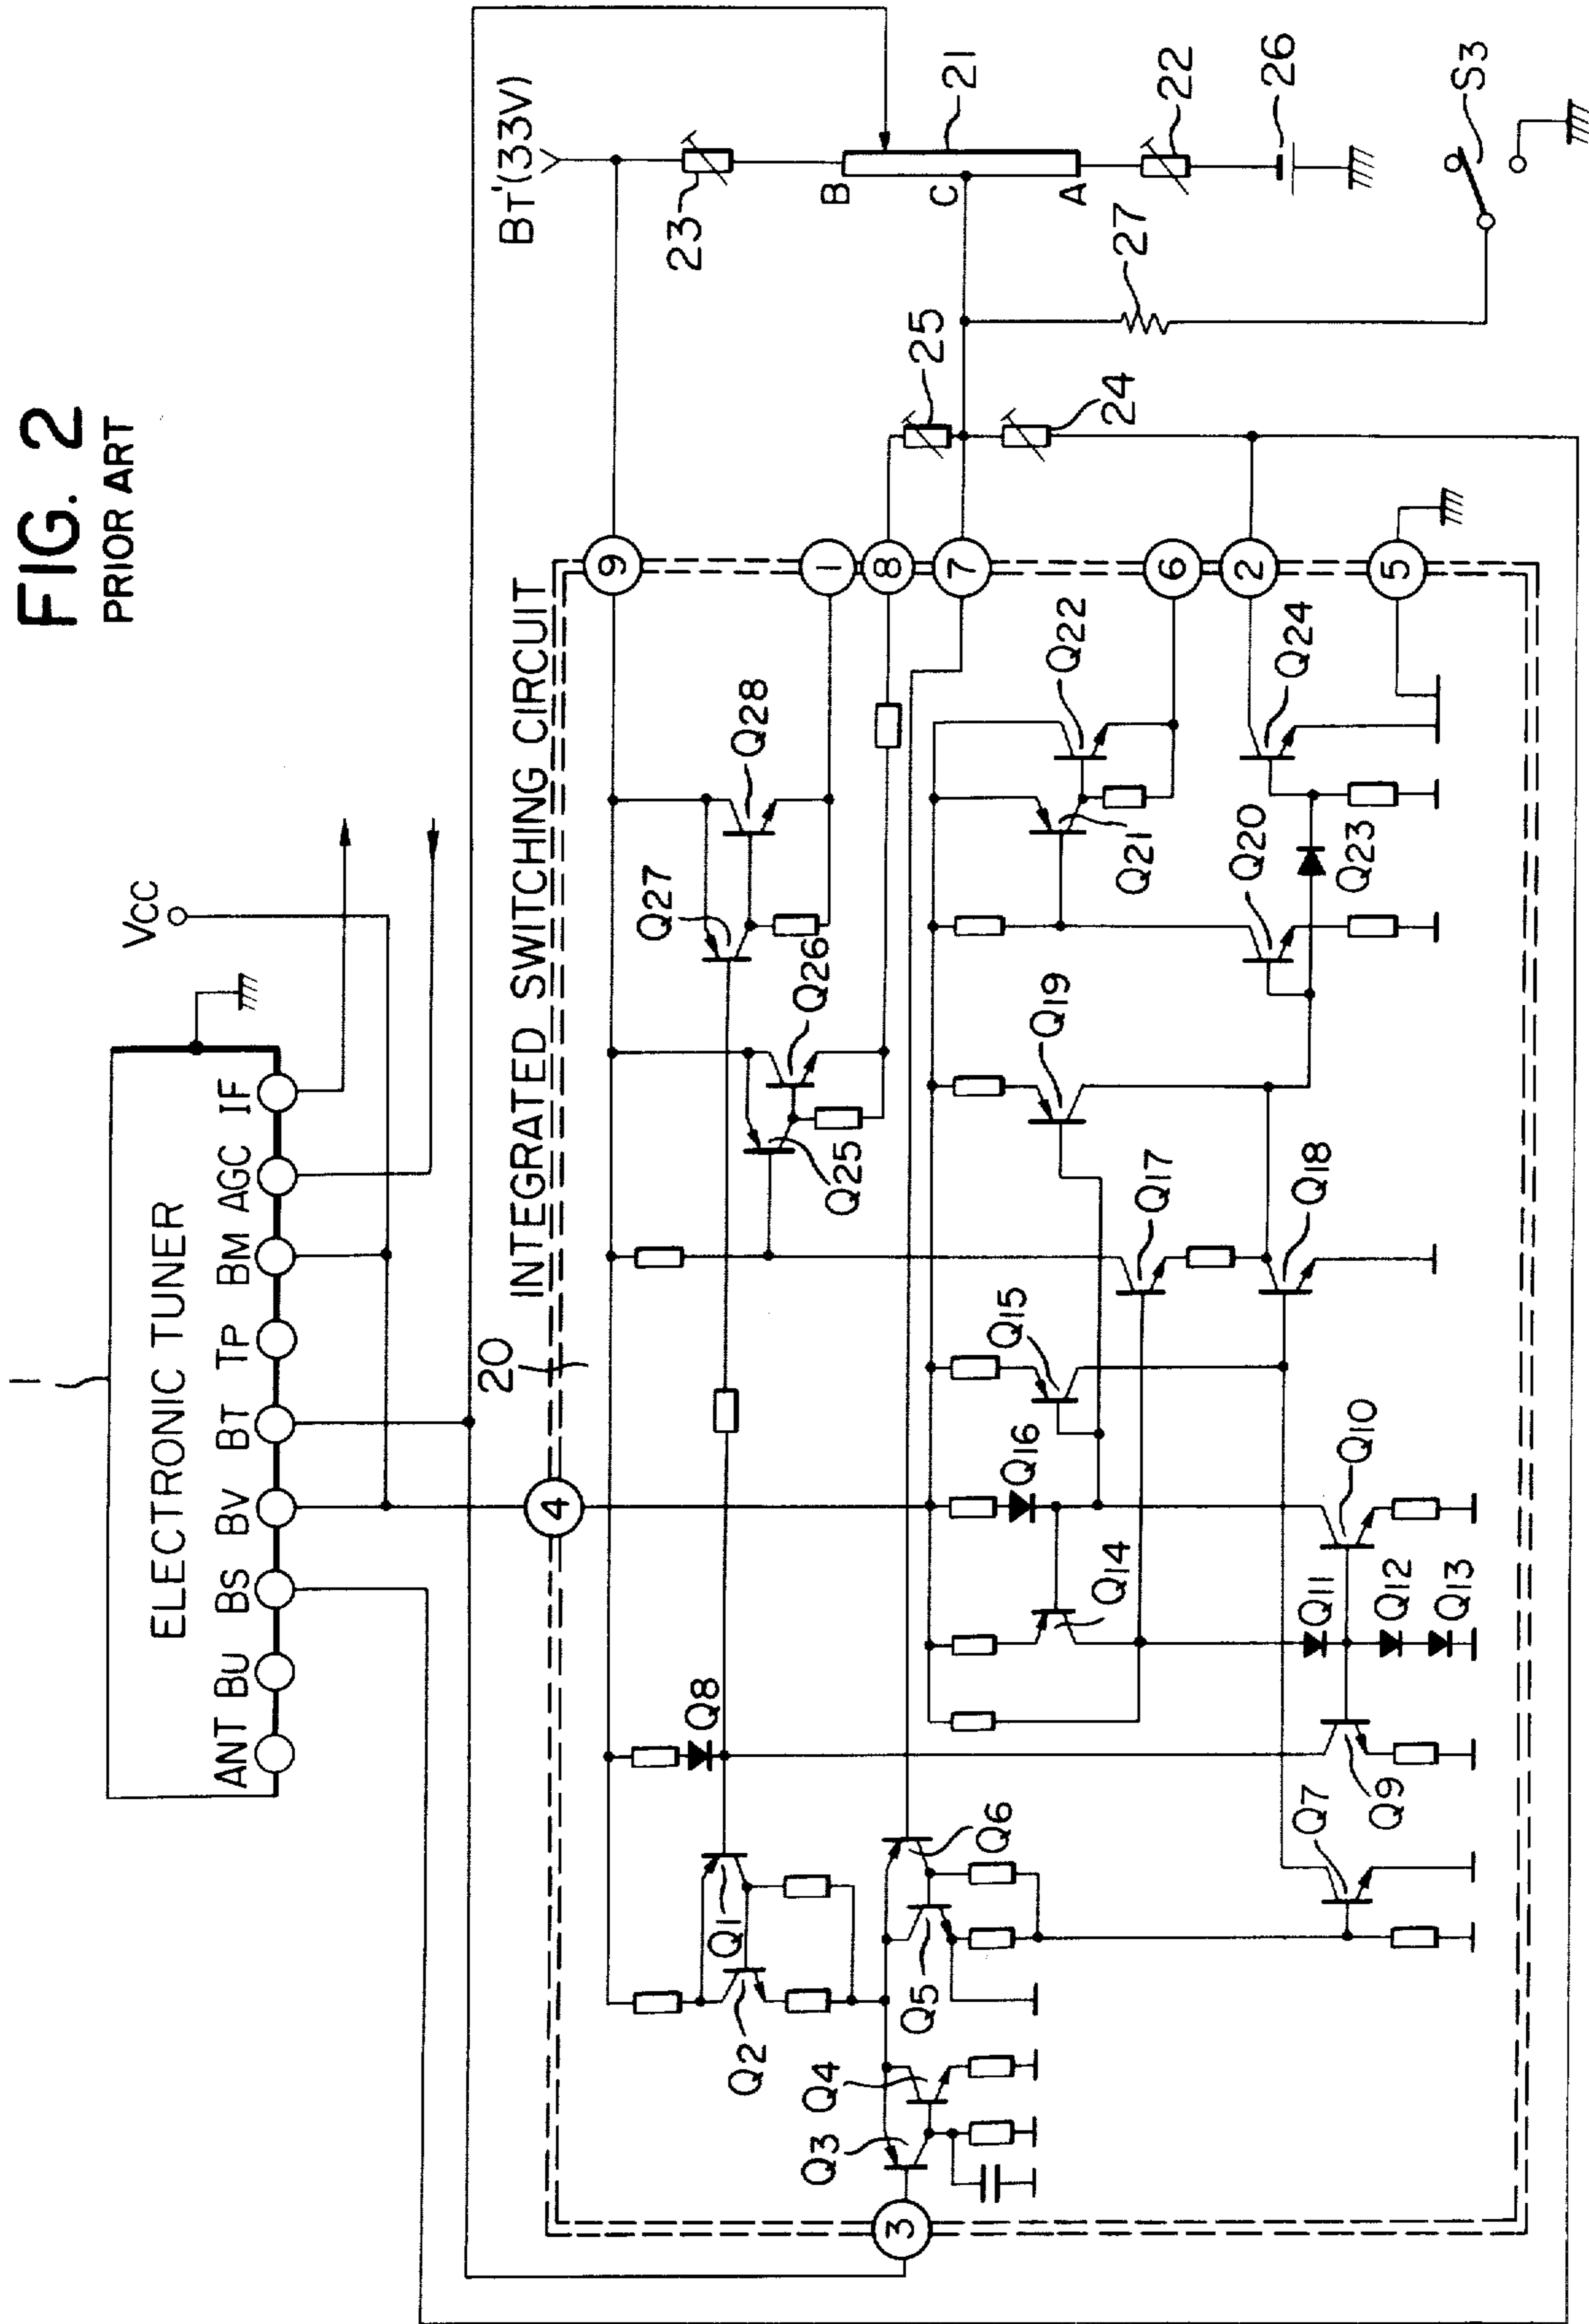 FIG. 2
PRIOR ART
1
ELECTRONIC TUNER
ANT
BU
BS
BV
BT
TP
BM
AGC
IF
VCC
20
INTEGRATED SWITCHING CIRCUIT
BT'(33V)
4
9
1
8
7
6
2
5
3
23
B
C
A
21
22
26
27
S3
25
24
Q1
Q2
Q3
Q4
Q5
Q6
Q7
Q8
Q9
Q10
Q11
Q12
Q13
Q14
Q15
Q16
Q17
Q18
Q19
Q20
Q21
Q22
Q23
Q24
Q25
Q26
Q27
Q28